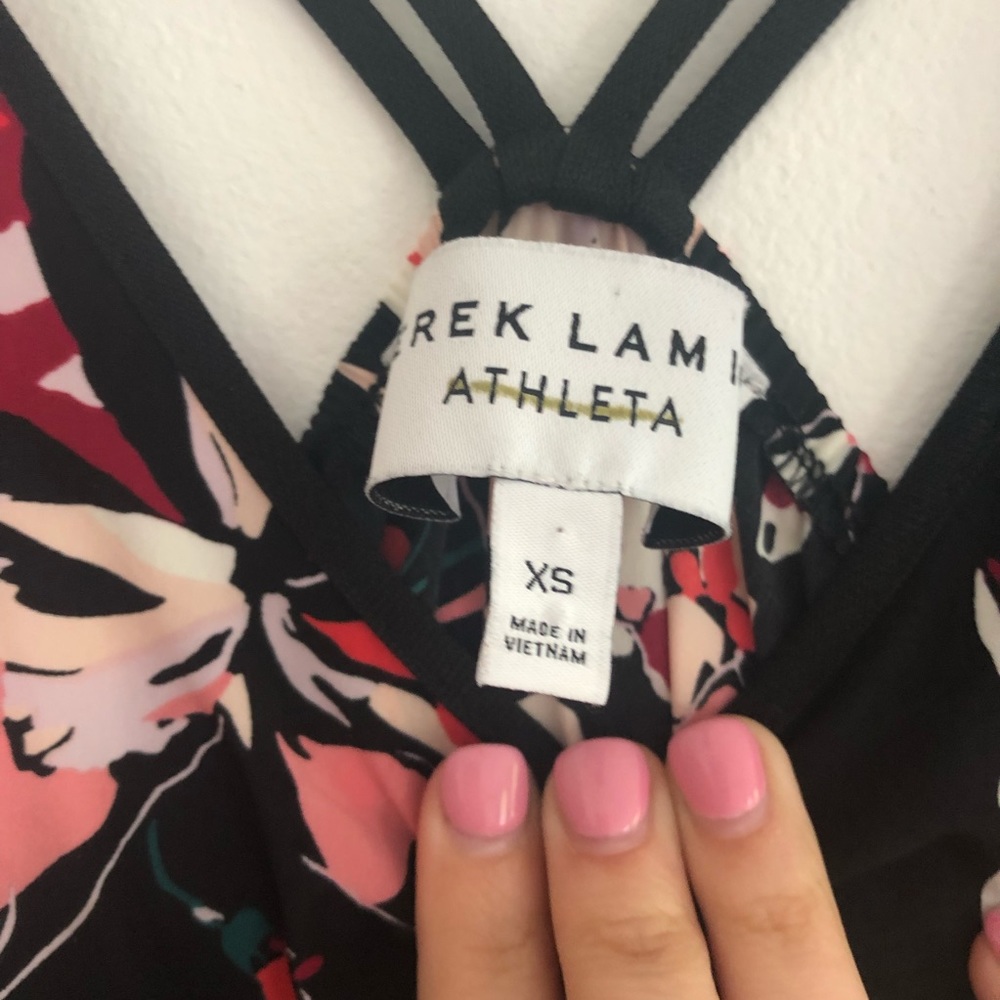 REK LAM
ATHLETA
XS
MADE IN
VIETNAM